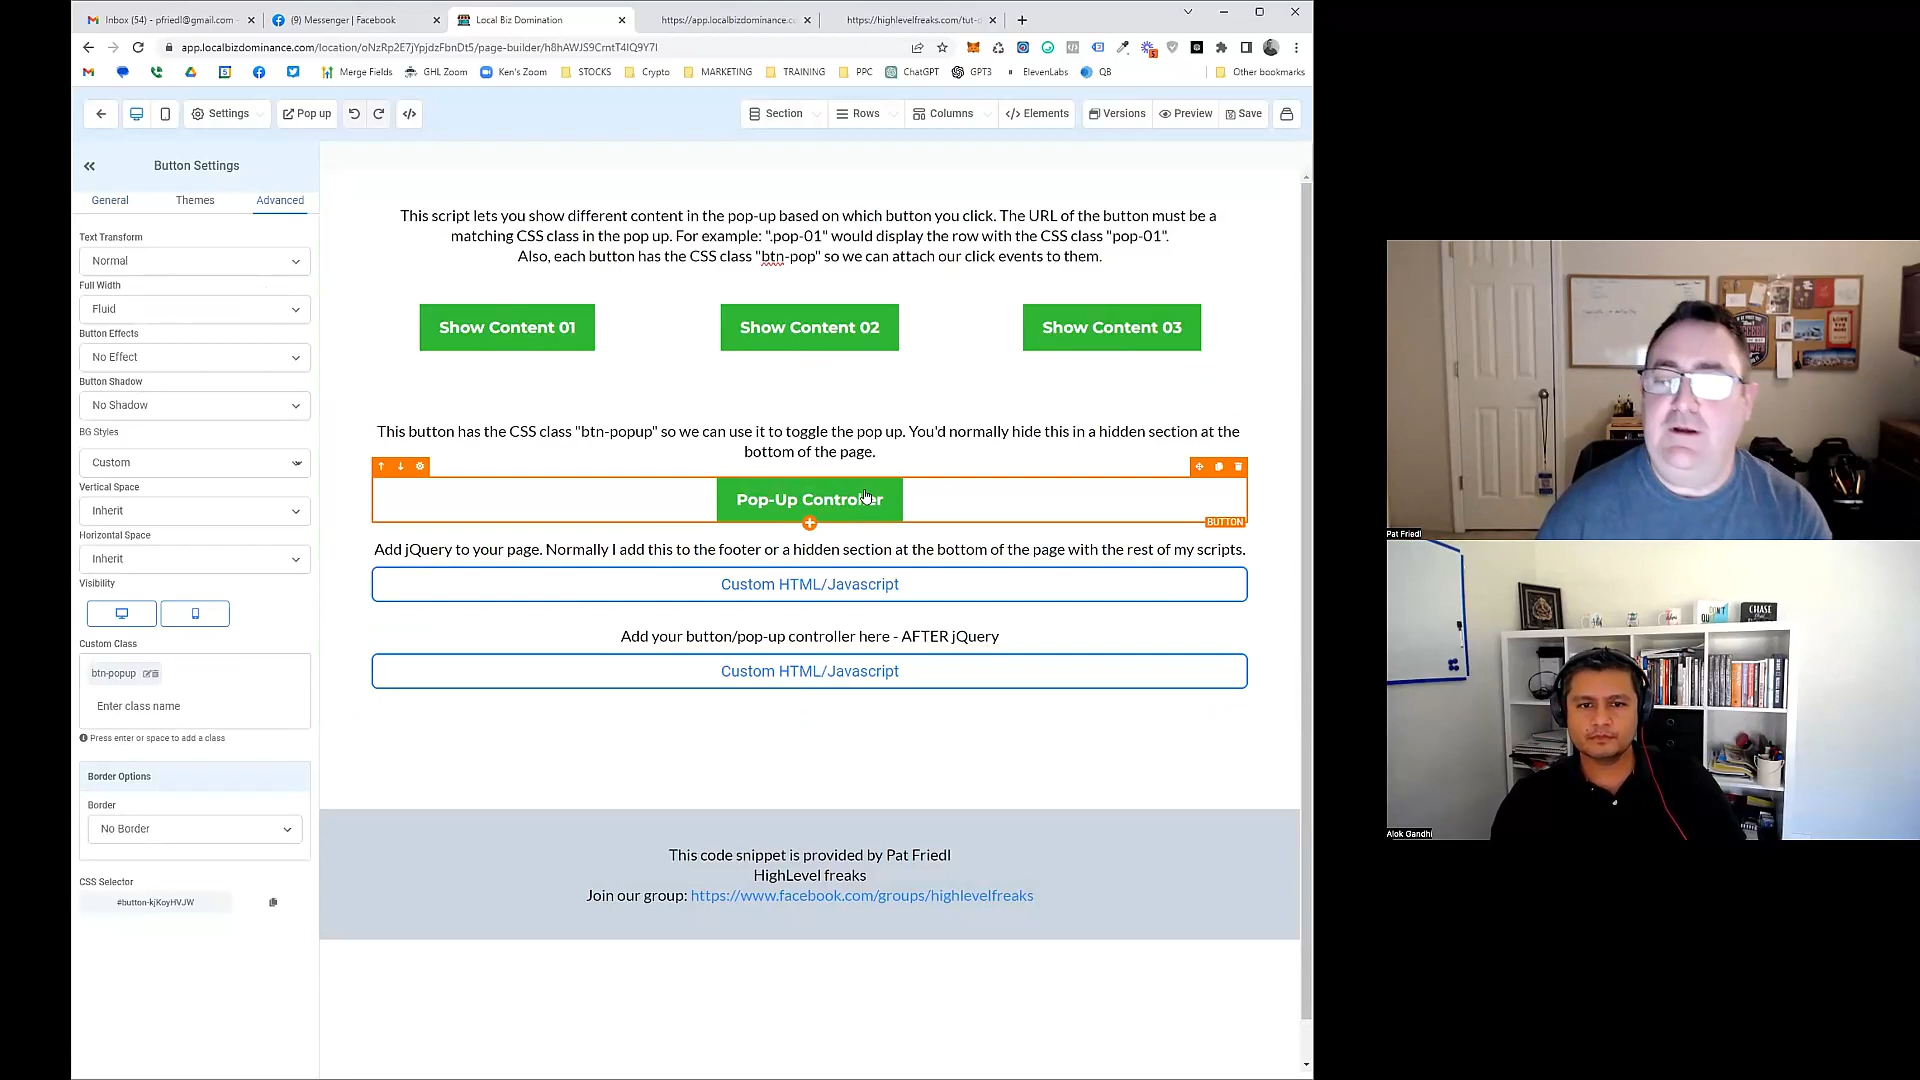 Inbox (54) - pfriedl@gmail.com -
(9) Messenger | Facebook
Local Biz Domination
https://app.localbizdominance.c
https://highlevelfreaks.com/tut-
app.localbizdominance.com/location/oNzRp2E7jYpjdzFbnDt5/page-builder/h8hAWJS9CrntT4IQ9Y7I
Merge Fields
GHL Zoom
Ken's Zoom
STOCKS
Crypto
MARKETING
TRAINING
PPC
ChatGPT
GPT3
ElevenLabs
QB
Other bookmarks
Settings
Pop up
Section
Rows
Columns
Elements
Versions
Preview
Save
Button Settings
General
Themes
Advanced
Text Transform
Normal
Full Width
Fluid
Button Effects
No Effect
Button Shadow
No Shadow
BG Styles
Custom
Vertical Space
Inherit
Horizontal Space
Inherit
Visibility
Custom Class
btn-popup
Enter class name
Press enter or space to add a class
Border Options
Border
No Border
CSS Selector
#button-kjKoyHVJW
This script lets you show different content in the pop-up based on which button you click. The URL of the button must be a
matching CSS class in the pop up. For example: ".pop-01" would display the row with the CSS class "pop-01".
Also, each button has the CSS class "btn-pop" so we can attach our click events to them.
Show Content 01
Show Content 02
Show Content 03
This button has the CSS class "btn-popup" so we can use it to toggle the pop up. You'd normally hide this in a hidden section at the
bottom of the page.
Pop-Up Controller
BUTTON
Add jQuery to your page. Normally I add this to the footer or a hidden section at the bottom of the page with the rest of my scripts.
Custom HTML/Javascript
Add your button/pop-up controller here - AFTER jQuery
Custom HTML/Javascript
This code snippet is provided by Pat Friedl
HighLevel freaks
Join our group: https://www.facebook.com/groups/highlevelfreaks
Pat Friedl
CHASE
Alok Gandhi